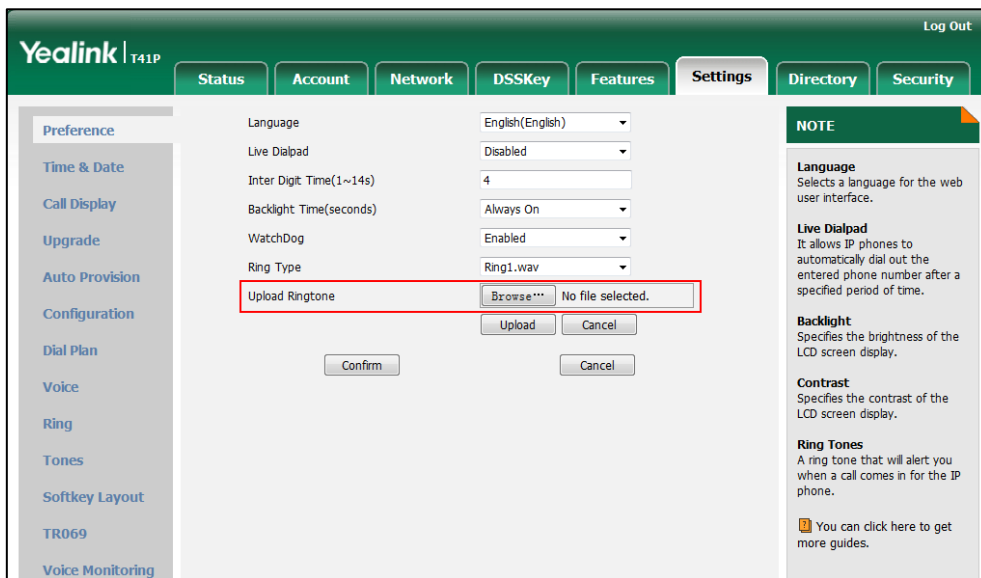 Log Out
Yealink T41P
Status Account Network DSSKey Features Settings Directory Security
Preference
Time & Date
Call Display
Upgrade
Auto Provision
Configuration
Dial Plan
Voice
Ring
Tones
Softkey Layout
TR069
Voice Monitoring
Language English(English)
Live Dialpad Disabled
Inter Digit Time(1~14s) 4
Backlight Time(seconds) Always On
WatchDog Enabled
Ring Type Ring1.wav
Upload Ringtone Browse... No file selected.
Upload Cancel
Confirm Cancel
NOTE
Language
Selects a language for the web
user interface.
Live Dialpad
It allows IP phones to
automatically dial out the
entered phone number after a
specified period of time.
Backlight
Specifies the brightness of the
LCD screen display.
Contrast
Specifies the contrast of the
LCD screen display.
Ring Tones
A ring tone that will alert you
when a call comes in for the IP
phone.
? You can click here to get
more guides.